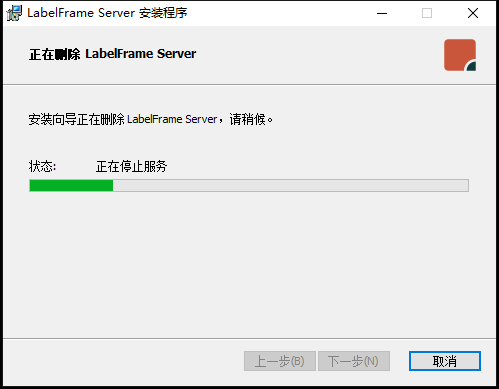 LabelFrame Server 安装程序
正在删除 LabelFrame Server
安装向导正在删除 LabelFrame Server，请稍候。
状态: 正在停止服务
上一步(B) 下一步(N) 取消